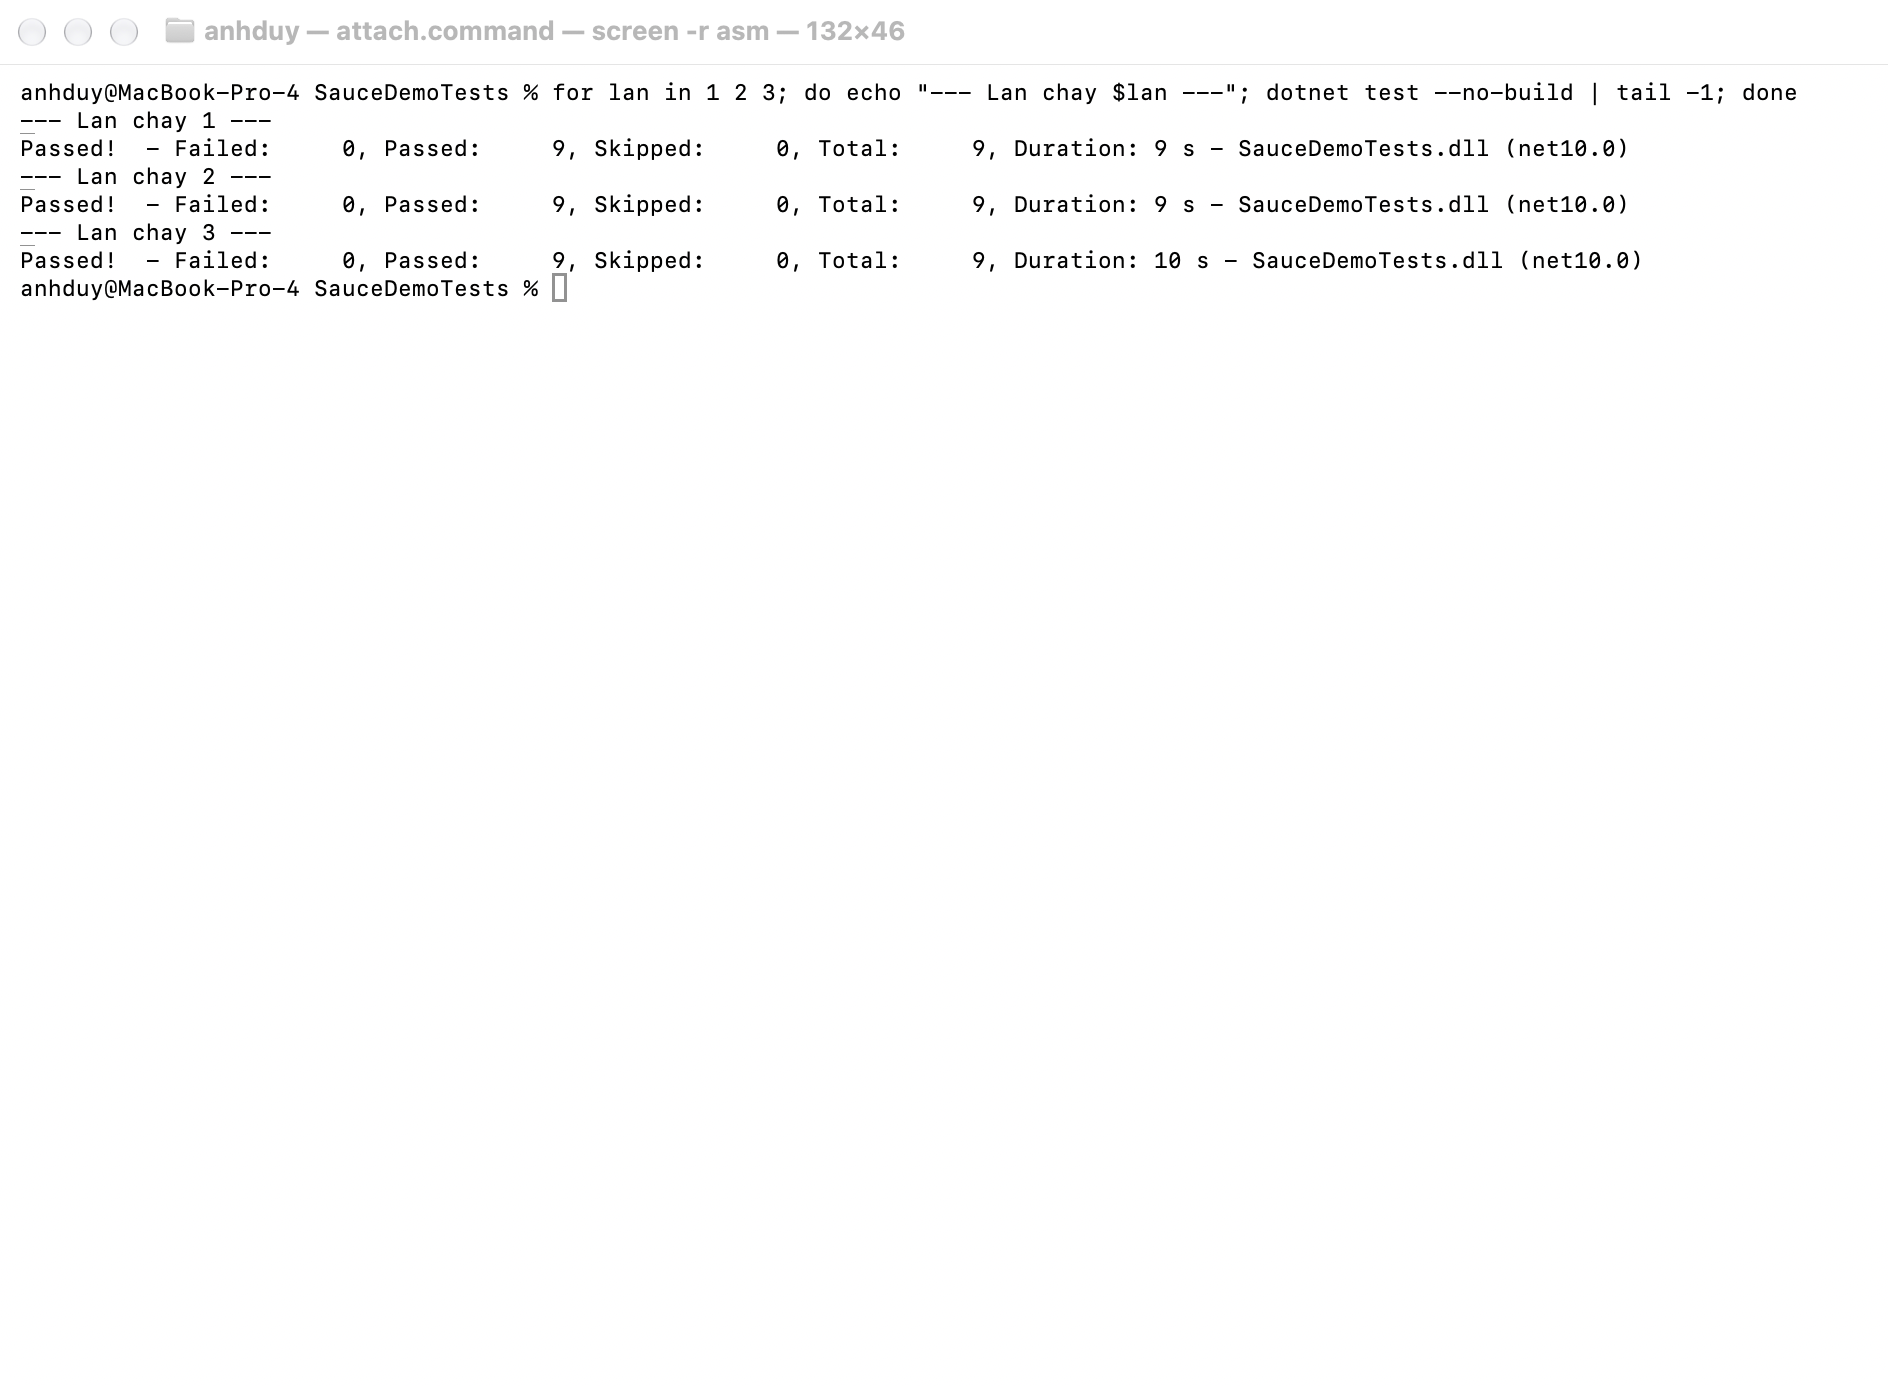 anhduy — attach.command — screen -r asm — 132×46
anhduy@MacBook-Pro-4 SauceDemoTests % for lan in 1 2 3; do echo "--- Lan chay $lan ---"; dotnet test --no-build | tail -1; done
--- Lan chay 1 ---
Passed!  - Failed:     0, Passed:     9, Skipped:     0, Total:     9, Duration: 9 s - SauceDemoTests.dll (net10.0)
--- Lan chay 2 ---
Passed!  - Failed:     0, Passed:     9, Skipped:     0, Total:     9, Duration: 9 s - SauceDemoTests.dll (net10.0)
--- Lan chay 3 ---
Passed!  - Failed:     0, Passed:     9, Skipped:     0, Total:     9, Duration: 10 s - SauceDemoTests.dll (net10.0)
anhduy@MacBook-Pro-4 SauceDemoTests %